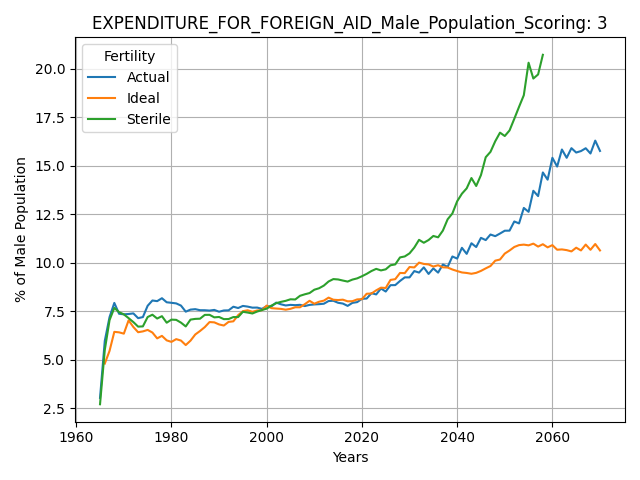 EXPENDITURE_FOR_FOREIGN_AID_Male_Population_Scoring: 3
Fertility
Actual
Ideal
Sterile
% of Male Population
20.0
17.5
15.0
12.5
10.0
7.5
5.0
2.5
1960 1980 2000 2020 2040 2060
Years